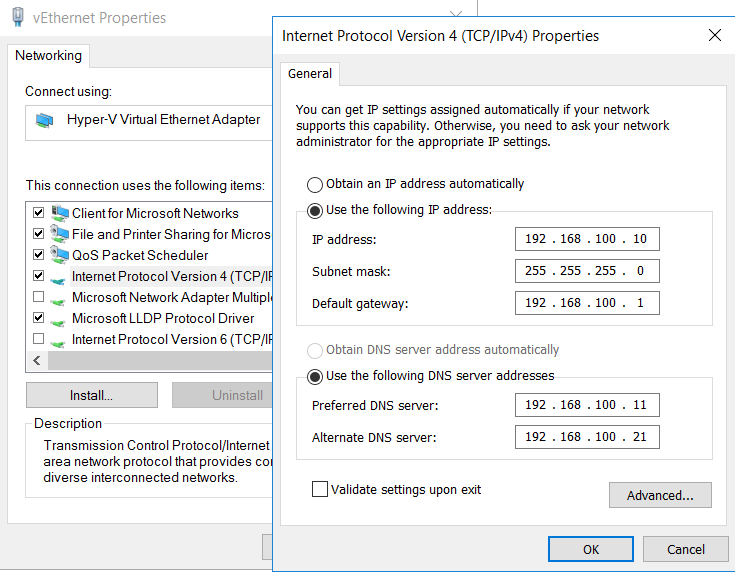 vEthernet Properties
Networking
Connect using:
Hyper-V Virtual Ethernet Adapter
This connection uses the following items:
Client for Microsoft Networks
File and Printer Sharing for Micros
QoS Packet Scheduler
Internet Protocol Version 4 (TCP/IP
Microsoft Network Adapter Multiple
Microsoft LLDP Protocol Driver
Internet Protocol Version 6 (TCP/IP
Install...
Uninstall
Description
Transmission Control Protocol/Internet
area network protocol that provides co
diverse interconnected networks.
Internet Protocol Version 4 (TCP/IPv4) Properties
General
You can get IP settings assigned automatically if your network
supports this capability. Otherwise, you need to ask your network
administrator for the appropriate IP settings.
Obtain an IP address automatically
Use the following IP address:
IP address: 192 . 168 . 100 . 10
Subnet mask: 255 . 255 . 255 . 0
Default gateway: 192 . 168 . 100 . 1
Obtain DNS server address automatically
Use the following DNS server addresses
Preferred DNS server: 192 . 168 . 100 . 11
Alternate DNS server: 192 . 168 . 100 . 21
Validate settings upon exit
Advanced...
OK
Cancel